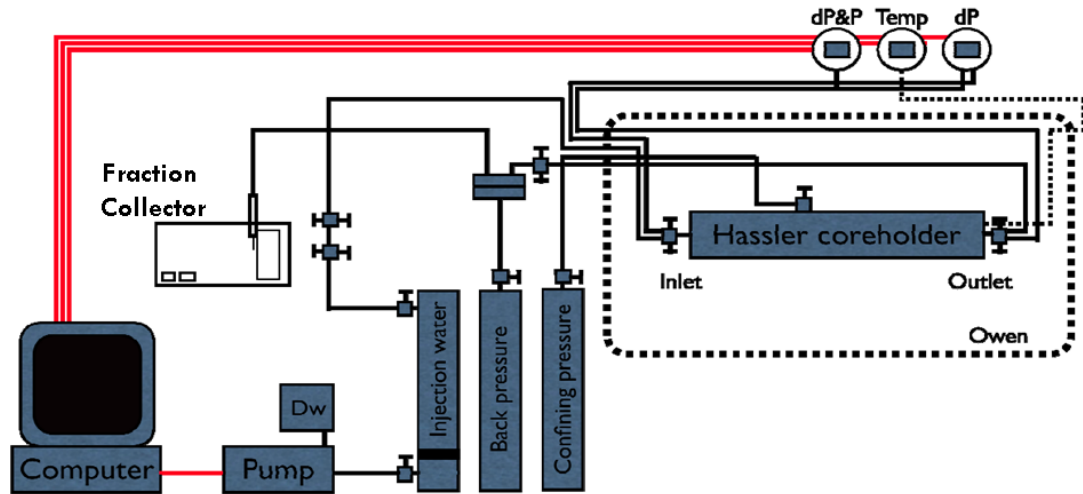 dP&P Temp dP
Fraction
Collector
Hassler coreholder
Inlet
Outlet
Owen
Injection water
Back pressure
Confining pressure
Dw
Computer
Pump